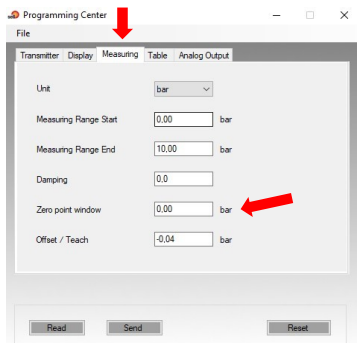 Programming Center
File
Transmitter Display Measuring Table Analog Output
Unit bar
Measuring Range Start 0,00 bar
Measuring Range End 10,00 bar
Damping 0,0
Zero point window 0,00 bar
Offset / Teach -0,04 bar
Read Send Reset